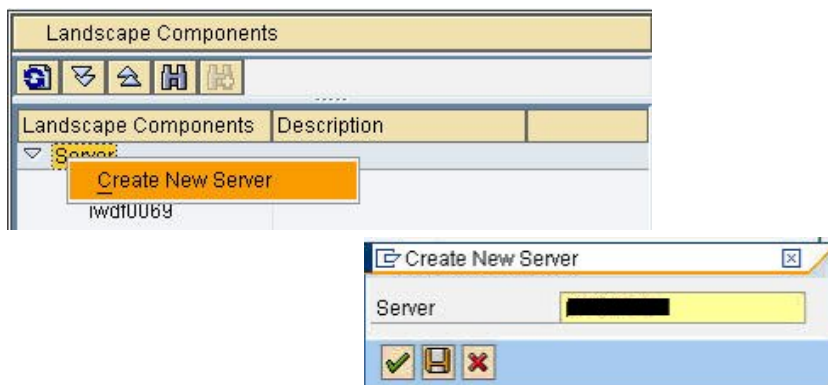 Landscape Components
Landscape Components Description
Server
Create New Server
iwdf0069
Create New Server
Server